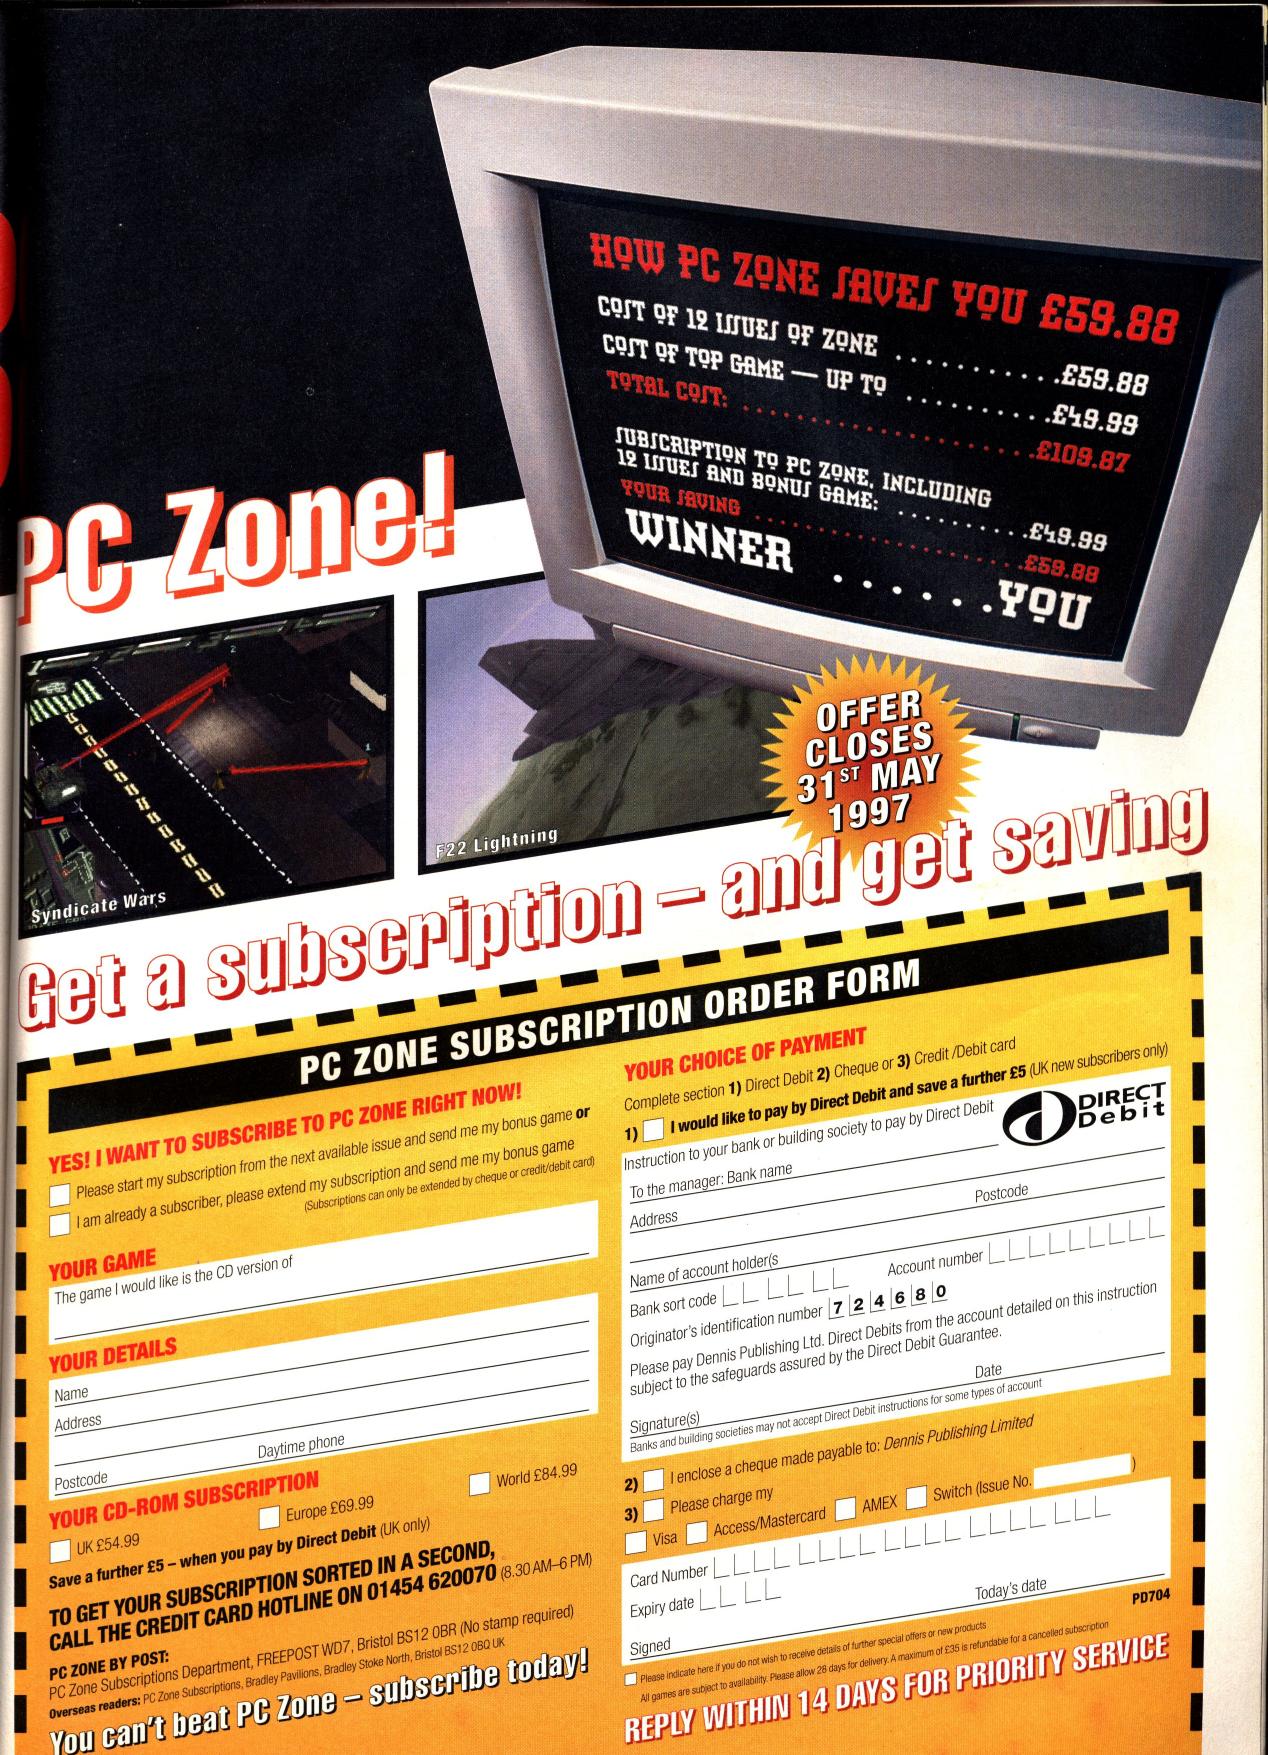 HOW PC ZONE SAVES YOU £59.88
COST OF 12 ISSUES OF ZONE ...........£59.88
COST OF TOP GAME — UP TO ..........£49.99
TOTAL COST: ......................£109.87
SUBSCRIPTION TO PC ZONE, INCLUDING
12 ISSUES AND BONUS GAME: ..........£49.99
YOUR SAVING ....................£59.88
WINNER ......YOU
PC Zone!
2
1
Syndicate Wars
F22 Lightning
OFFER
CLOSES
31ST MAY
1997
Get a subscription – and get saving
PC ZONE SUBSCRIPTION ORDER FORM
YES! I WANT TO SUBSCRIBE TO PC ZONE RIGHT NOW!
Please start my subscription from the next available issue and send me my bonus game or
I am already a subscriber, please extend my subscription and send me my bonus game
(Subscriptions can only be extended by cheque or credit/debit card)
YOUR GAME
The game I would like is the CD version of
YOUR DETAILS
Name
Address
Postcode Daytime phone
YOUR CD-ROM SUBSCRIPTION
UK £54.99 Europe £69.99 World £84.99
Save a further £5 – when you pay by Direct Debit (UK only)
TO GET YOUR SUBSCRIPTION SORTED IN A SECOND,
CALL THE CREDIT CARD HOTLINE ON 01454 620070 (8.30 AM–6 PM)
PC ZONE BY POST:
PC Zone Subscriptions Department, FREEPOST WD7, Bristol BS12 0BR (No stamp required)
Overseas readers: PC Zone Subscriptions, Bradley Pavilions, Bradley Stoke North, Bristol BS12 0BQ UK
You can't beat PC Zone – subscribe today!
YOUR CHOICE OF PAYMENT
Complete section 1) Direct Debit 2) Cheque or 3) Credit /Debit card
1) I would like to pay by Direct Debit and save a further £5 (UK new subscribers only)
Instruction to your bank or building society to pay by Direct Debit
DIRECT
Debit
To the manager: Bank name
Address
Postcode
Name of account holder(s
Bank sort code Account number
Originator's identification number 7 2 4 6 8 0
Please pay Dennis Publishing Ltd. Direct Debits from the account detailed on this instruction
subject to the safeguards assured by the Direct Debit Guarantee.
Signature(s) Date
Banks and building societies may not accept Direct Debit instructions for some types of account
2) I enclose a cheque made payable to: Dennis Publishing Limited
3) Please charge my
Visa Access/Mastercard AMEX Switch (Issue No. )
Card Number
Expiry date
Signed Today's date
PD704
Please indicate here if you do not wish to receive details of further special offers or new products
All games are subject to availability. Please allow 28 days for delivery. A maximum of £35 is refundable for a cancelled subscription
REPLY WITHIN 14 DAYS FOR PRIORITY SERVICE